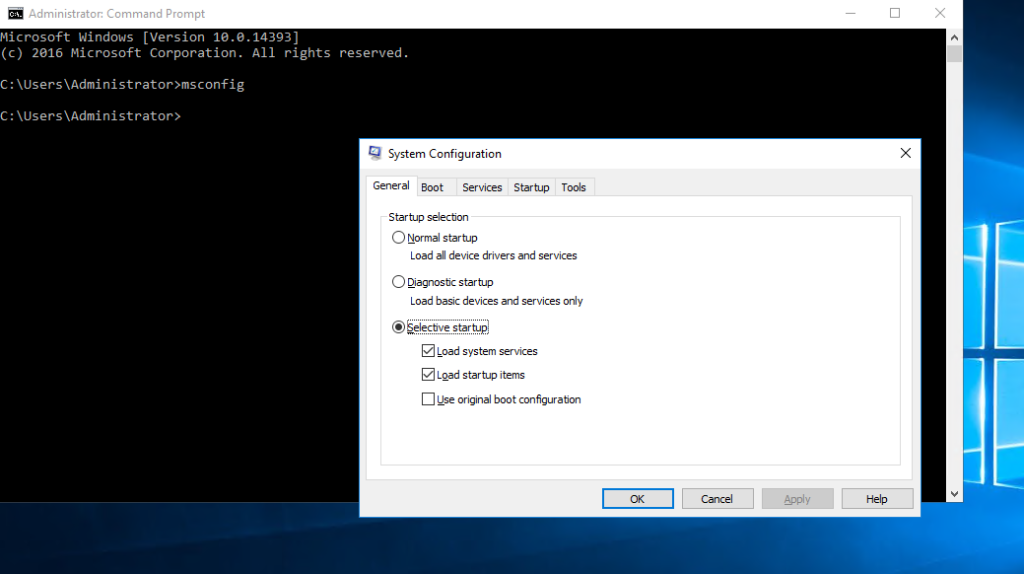 Administrator: Command Prompt
Microsoft Windows [Version 10.0.14393]
(c) 2016 Microsoft Corporation. All rights reserved.
C:\Users\Administrator>msconfig
C:\Users\Administrator>
System Configuration
General Boot Services Startup Tools
Startup selection
Normal startup
Load all device drivers and services
Diagnostic startup
Load basic devices and services only
Selective startup
Load system services
Load startup items
Use original boot configuration
OK Cancel Apply Help